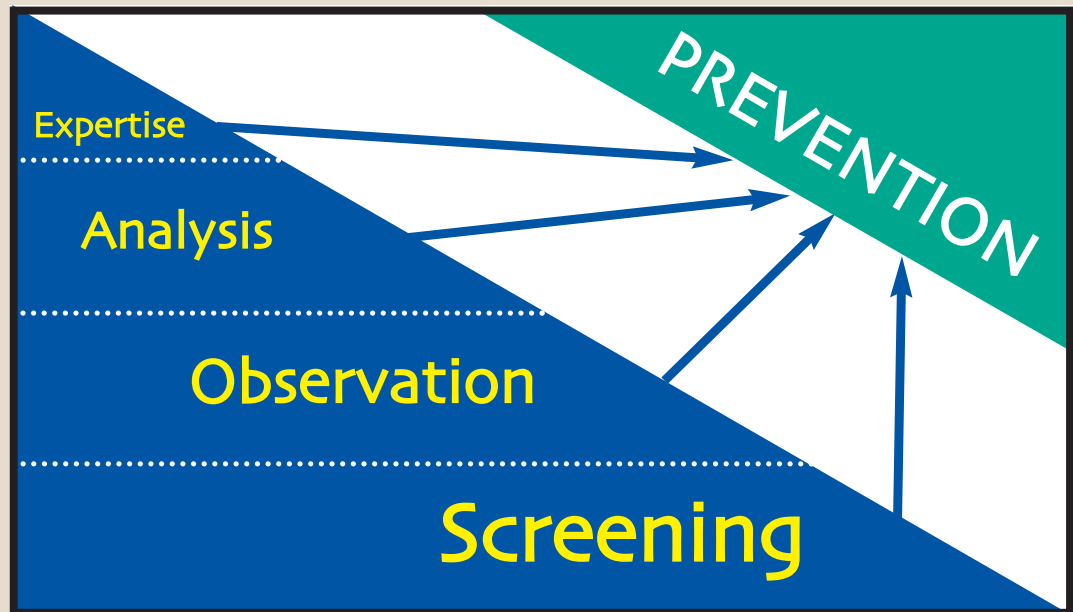 PREVENTION
Expertise
Analysis
Observation
Screening